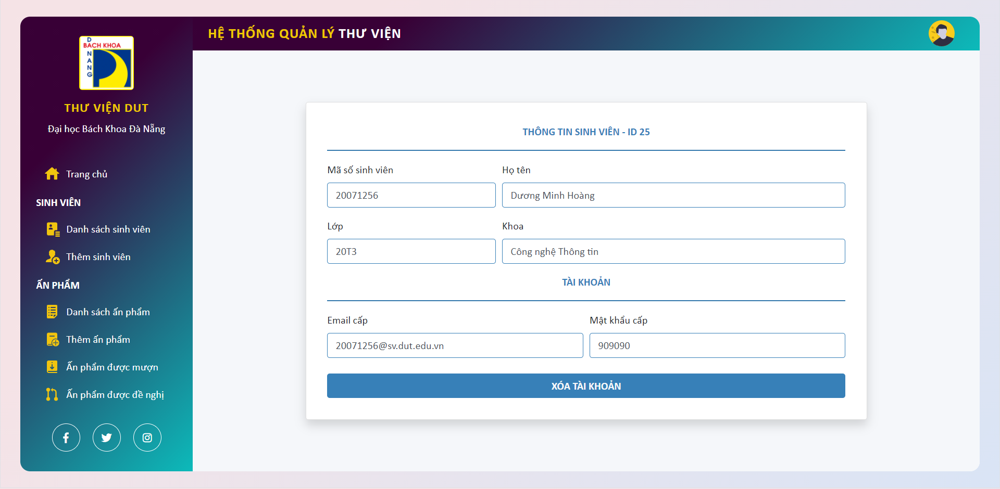 D
BÁCH KHOA
N
A
N
G
THƯ VIỆN DUT
Đại học Bách Khoa Đà Nẵng
Trang chủ
SINH VIÊN
Danh sách sinh viên
Thêm sinh viên
ẤN PHẨM
Danh sách ấn phẩm
Thêm ấn phẩm
Ấn phẩm được mượn
Ấn phẩm được đề nghị
HỆ THỐNG QUẢN LÝ THƯ VIỆN
THÔNG TIN SINH VIÊN - ID 25
Mã số sinh viên Họ tên
20071256 Dương Minh Hoàng
Lớp Khoa
20T3 Công nghệ Thông tin
TÀI KHOẢN
Email cấp Mật khẩu cấp
20071256@sv.dut.edu.vn 909090
XÓA TÀI KHOẢN